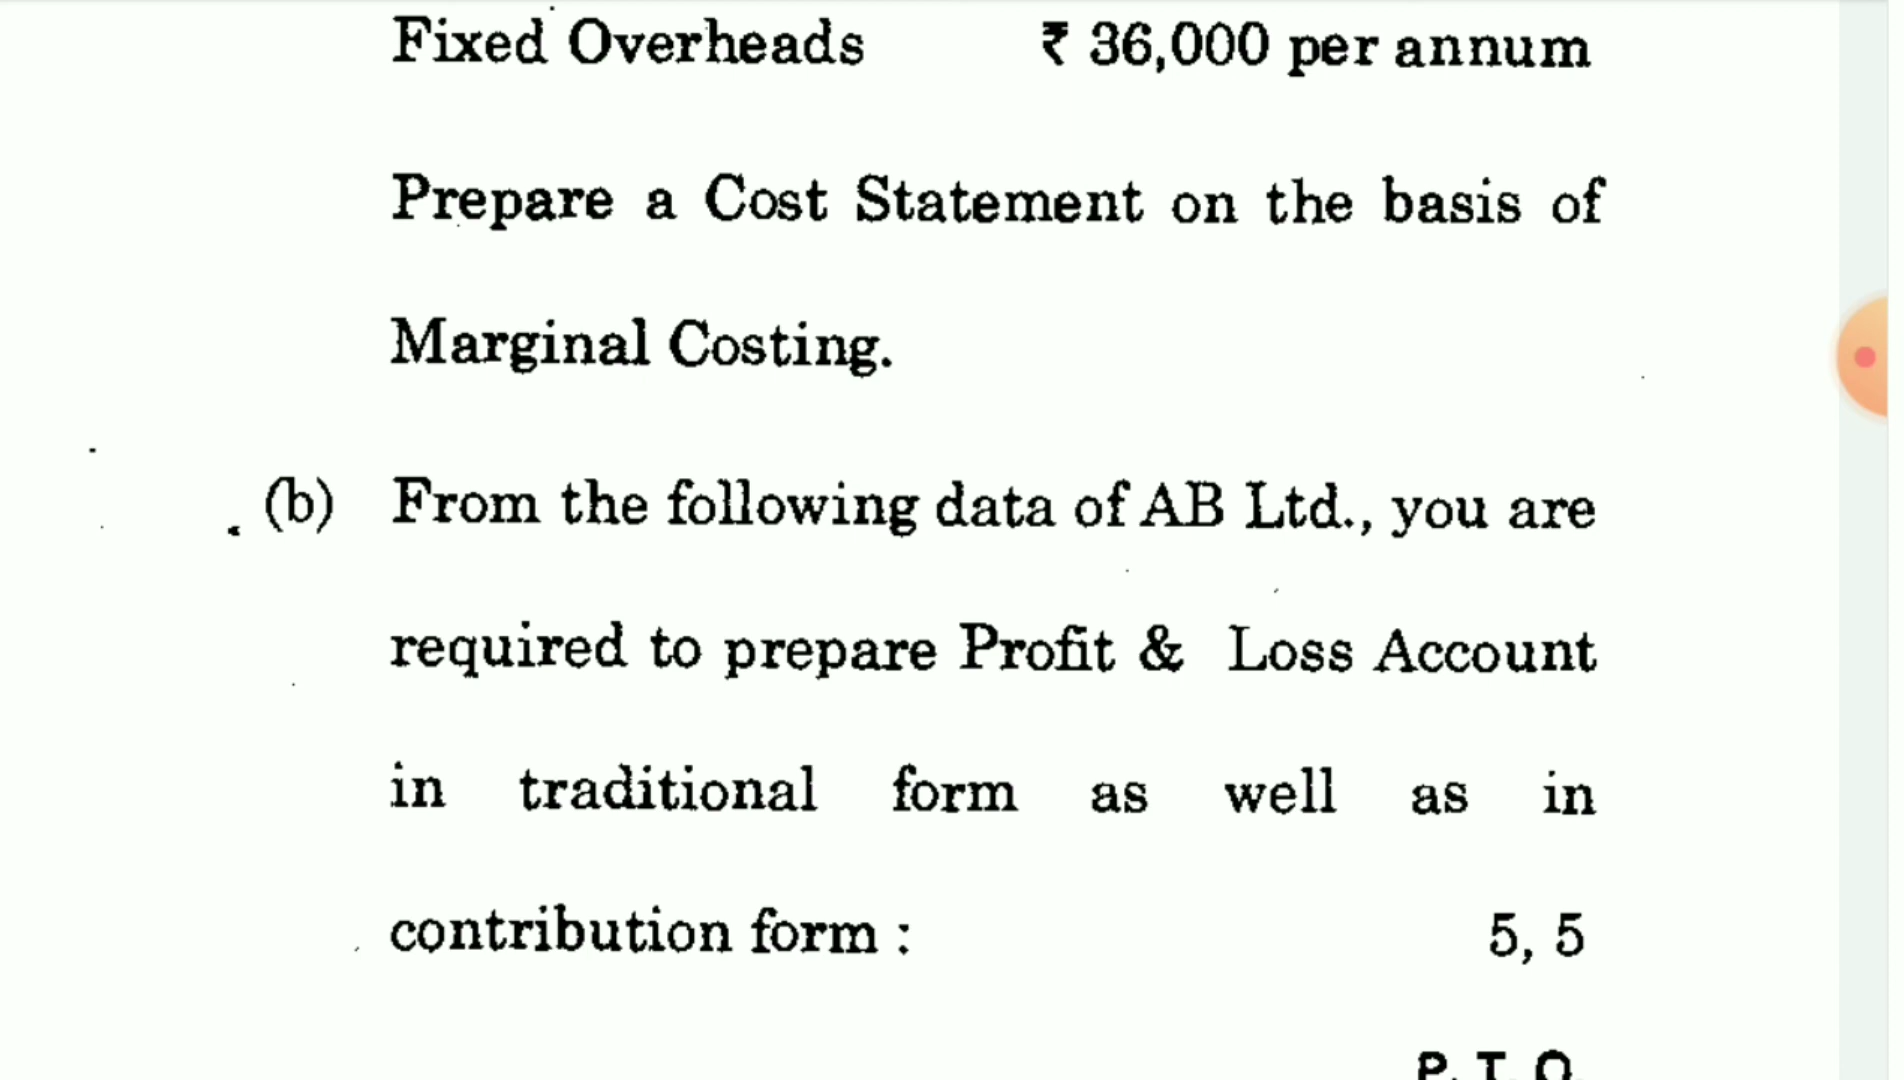 Fixed Overheads ₹ 36,000 per annum
Prepare a Cost Statement on the basis of
Marginal Costing.
(b) From the following data of AB Ltd., you are
required to prepare Profit & Loss Account
in traditional form as well as in
contribution form : 5, 5
P. T. O.